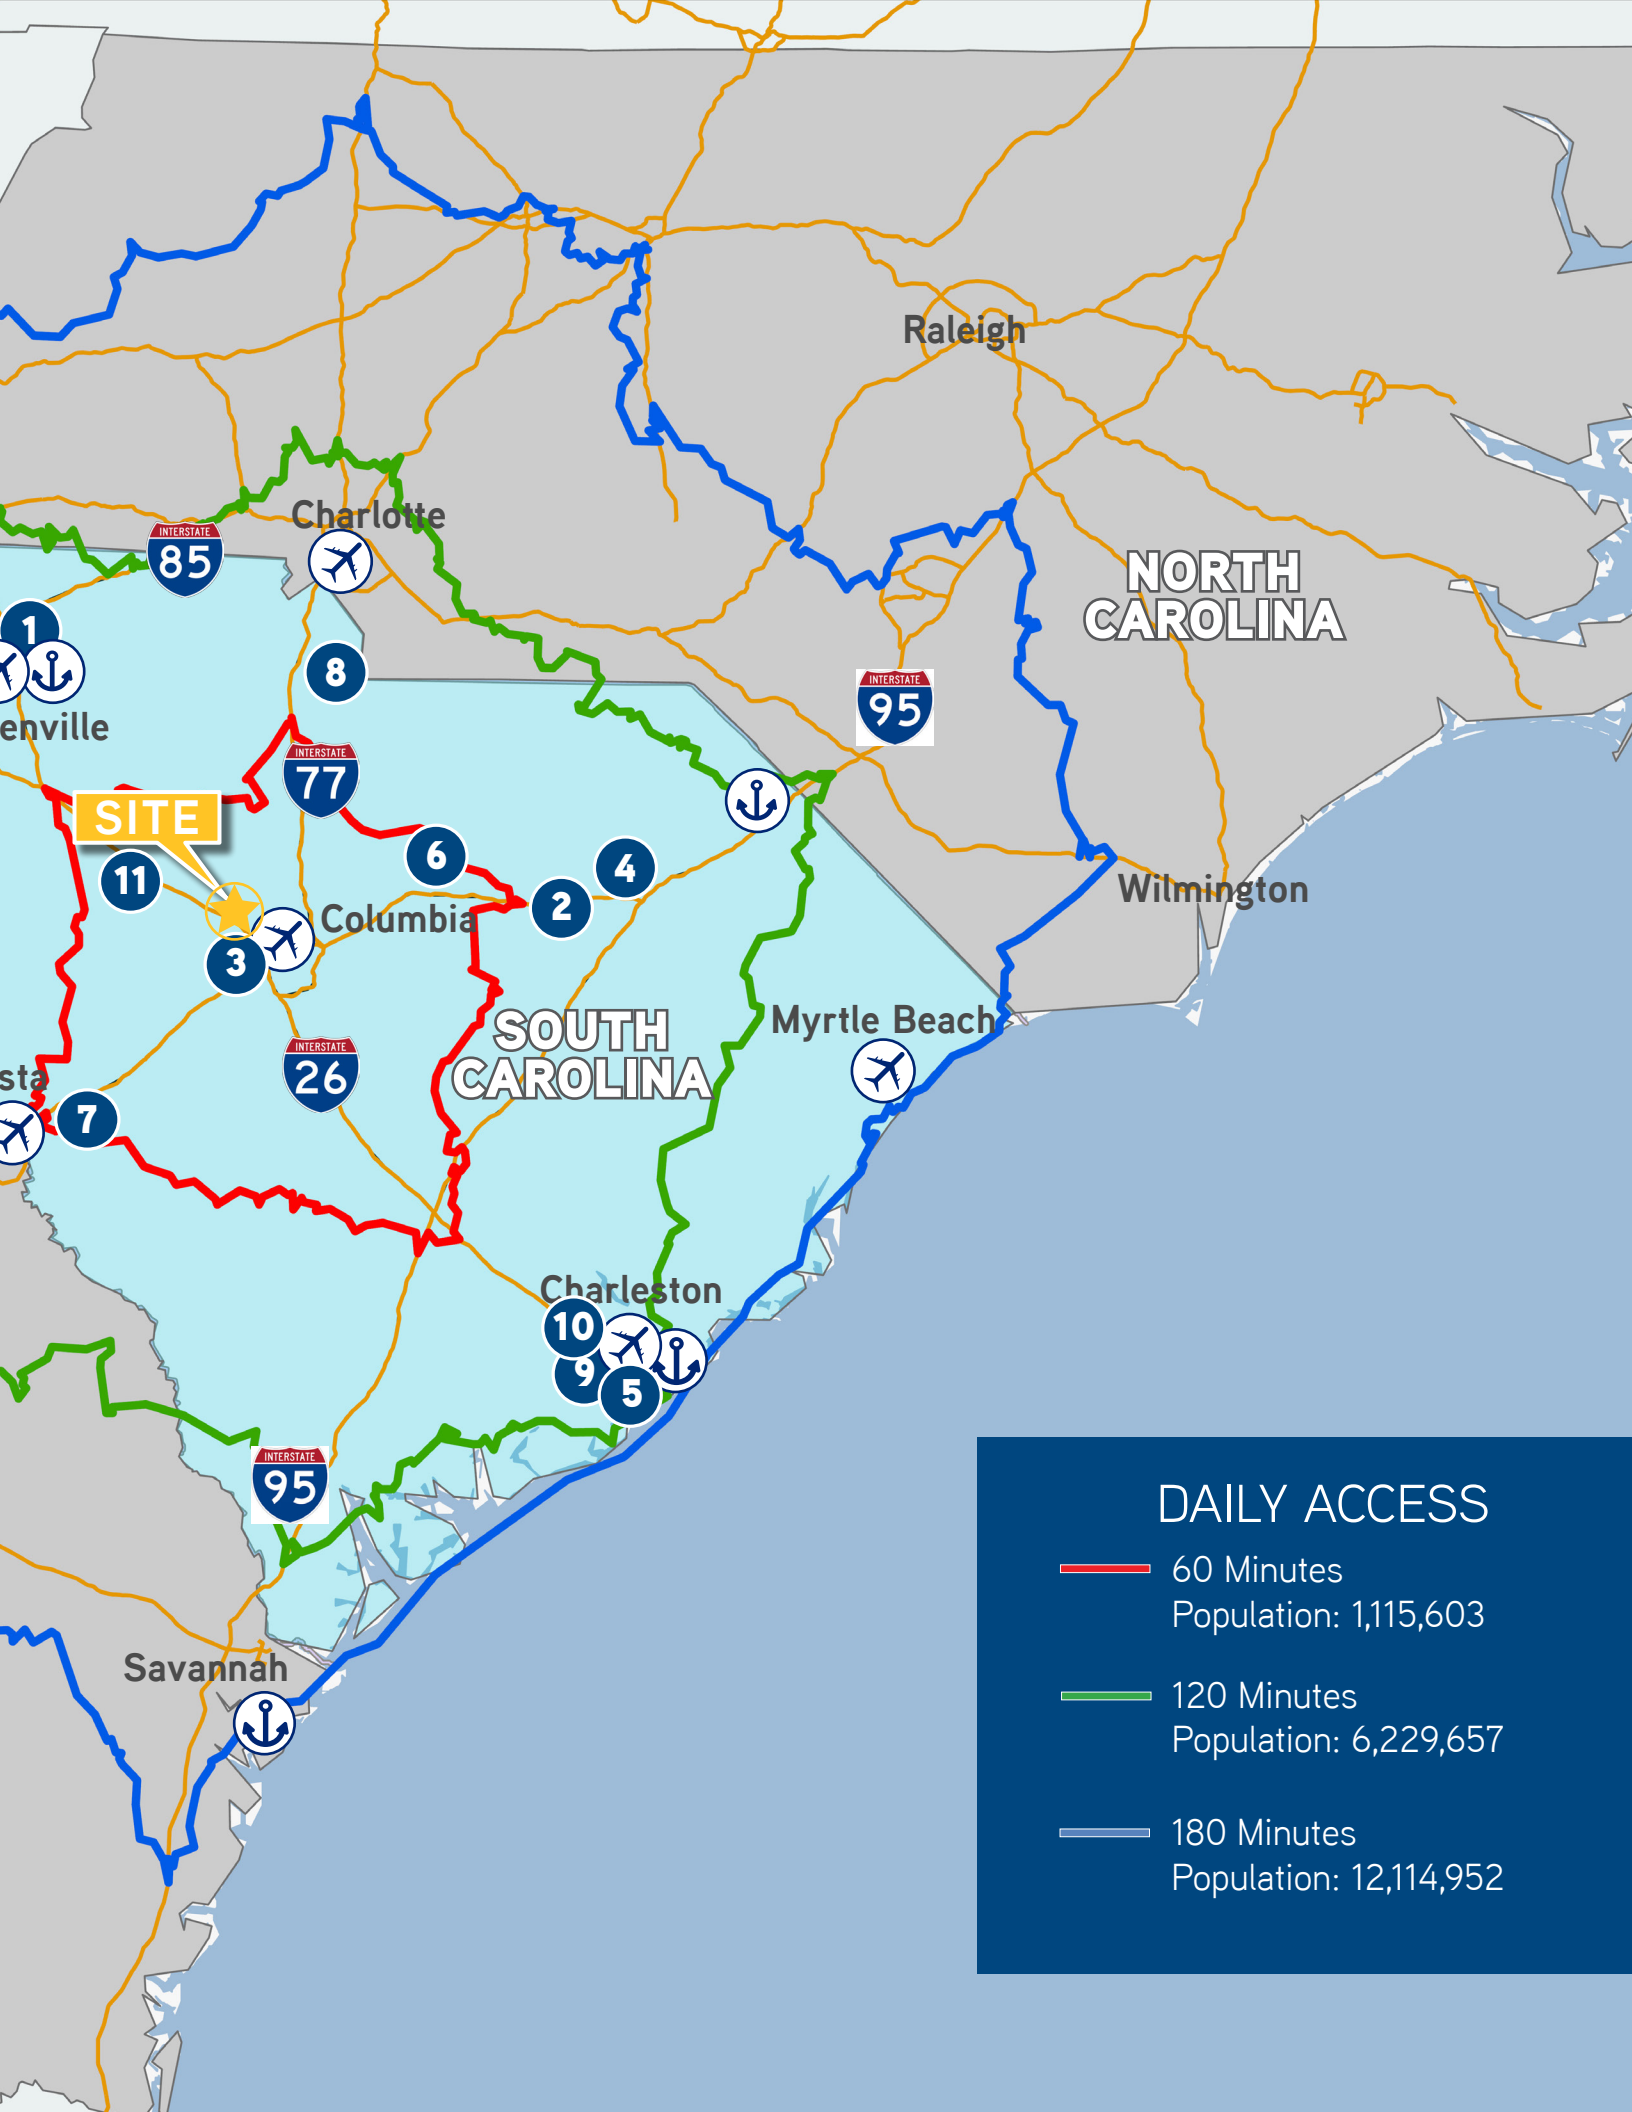 Raleigh
Charlotte
INTERSTATE
85
NORTH
CAROLINA
1
8
INTERSTATE
95
enville
INTERSTATE
77
SITE
6
4
11
2
Wilmington
Columbia
3
SOUTH
CAROLINA
Myrtle Beach
INTERSTATE
26
sta
7
Charleston
10
9
5
INTERSTATE
95
DAILY ACCESS
60 Minutes
Population: 1,115,603
120 Minutes
Population: 6,229,657
Savannah
180 Minutes
Population: 12,114,952